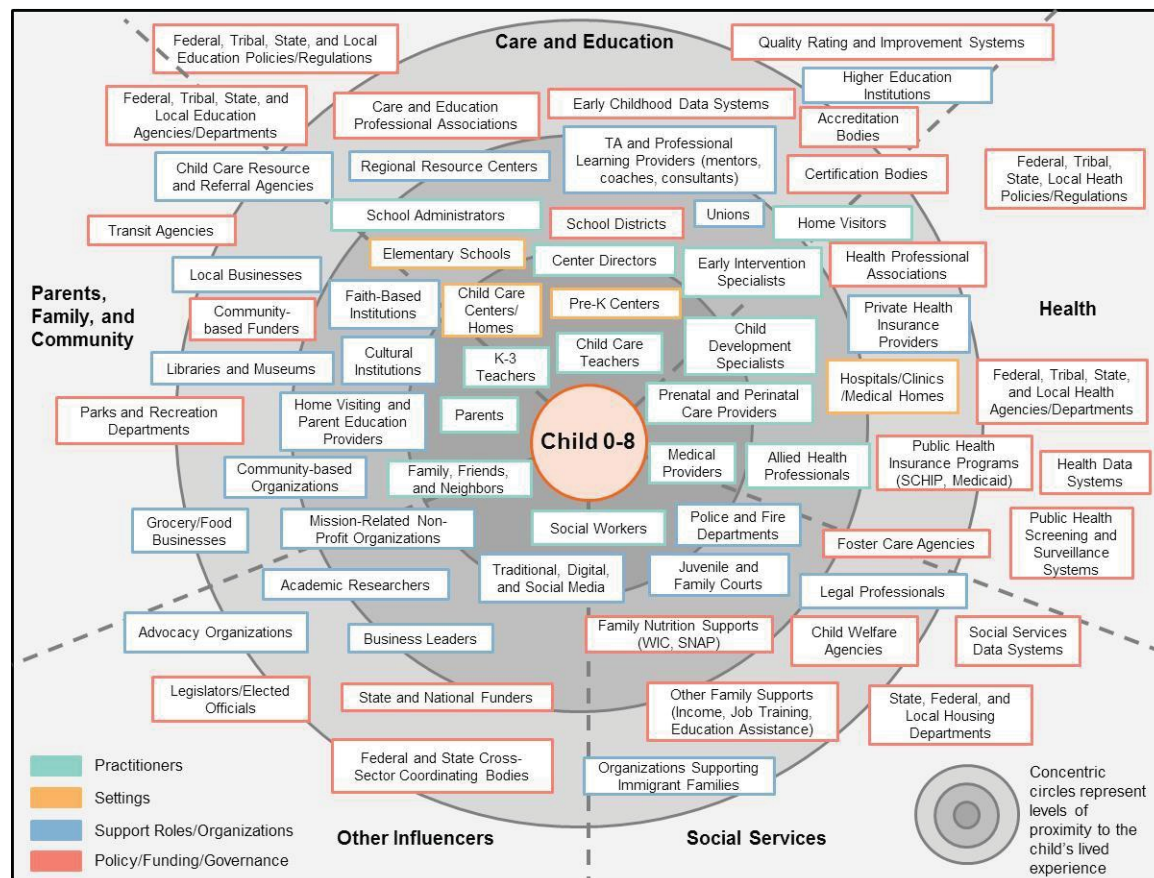 Care and Education
Federal, Tribal, State, and Local
Education Policies/Regulations
Quality Rating and Improvement Systems
Higher Education
Institutions
Federal, Tribal, State, and
Local Education
Agencies/Departments
Care and Education
Professional Associations
Early Childhood Data Systems
Accreditation
Bodies
TA and Professional
Learning Providers (mentors,
coaches, consultants)
Child Care Resource
and Referral Agencies
Regional Resource Centers
Certification Bodies
Federal, Tribal,
State, Local Heath
Policies/Regulations
School Administrators
School Districts
Unions
Home Visitors
Transit Agencies
Elementary Schools
Center Directors
Early Intervention
Specialists
Health Professional
Associations
Local Businesses
Parents,
Family, and
Community
Faith-Based
Institutions
Child Care
Centers/
Homes
Pre-K Centers
Private Health
Insurance
Providers
Health
Community-
based Funders
Child
Development
Specialists
Libraries and Museums
Cultural
Institutions
K-3
Teachers
Child Care
Teachers
Hospitals/Clinics
/Medical Homes
Federal, Tribal, State,
and Local Health
Agencies/Departments
Parks and Recreation
Departments
Home Visiting and
Parent Education
Providers
Parents
Child 0-8
Prenatal and Perinatal
Care Providers
Community-based
Organizations
Family, Friends,
and Neighbors
Medical
Providers
Allied Health
Professionals
Public Health
Insurance Programs
(SCHIP, Medicaid)
Health Data
Systems
Grocery/Food
Businesses
Mission-Related Non-
Profit Organizations
Social Workers
Police and Fire
Departments
Foster Care Agencies
Public Health
Screening and
Surveillance
Systems
Academic Researchers
Traditional, Digital,
and Social Media
Juvenile and
Family Courts
Legal Professionals
Advocacy Organizations
Business Leaders
Family Nutrition Supports
(WIC, SNAP)
Child Welfare
Agencies
Social Services
Data Systems
Legislators/Elected
Officials
State and National Funders
Other Family Supports
(Income, Job Training,
Education Assistance)
State, Federal, and
Local Housing
Departments
Federal and State Cross-
Sector Coordinating Bodies
Organizations Supporting
Immigrant Families
Other Influencers
Social Services
Practitioners
Settings
Support Roles/Organizations
Policy/Funding/Governance
Concentric
circles represent
levels of
proximity to the
child's lived
experience